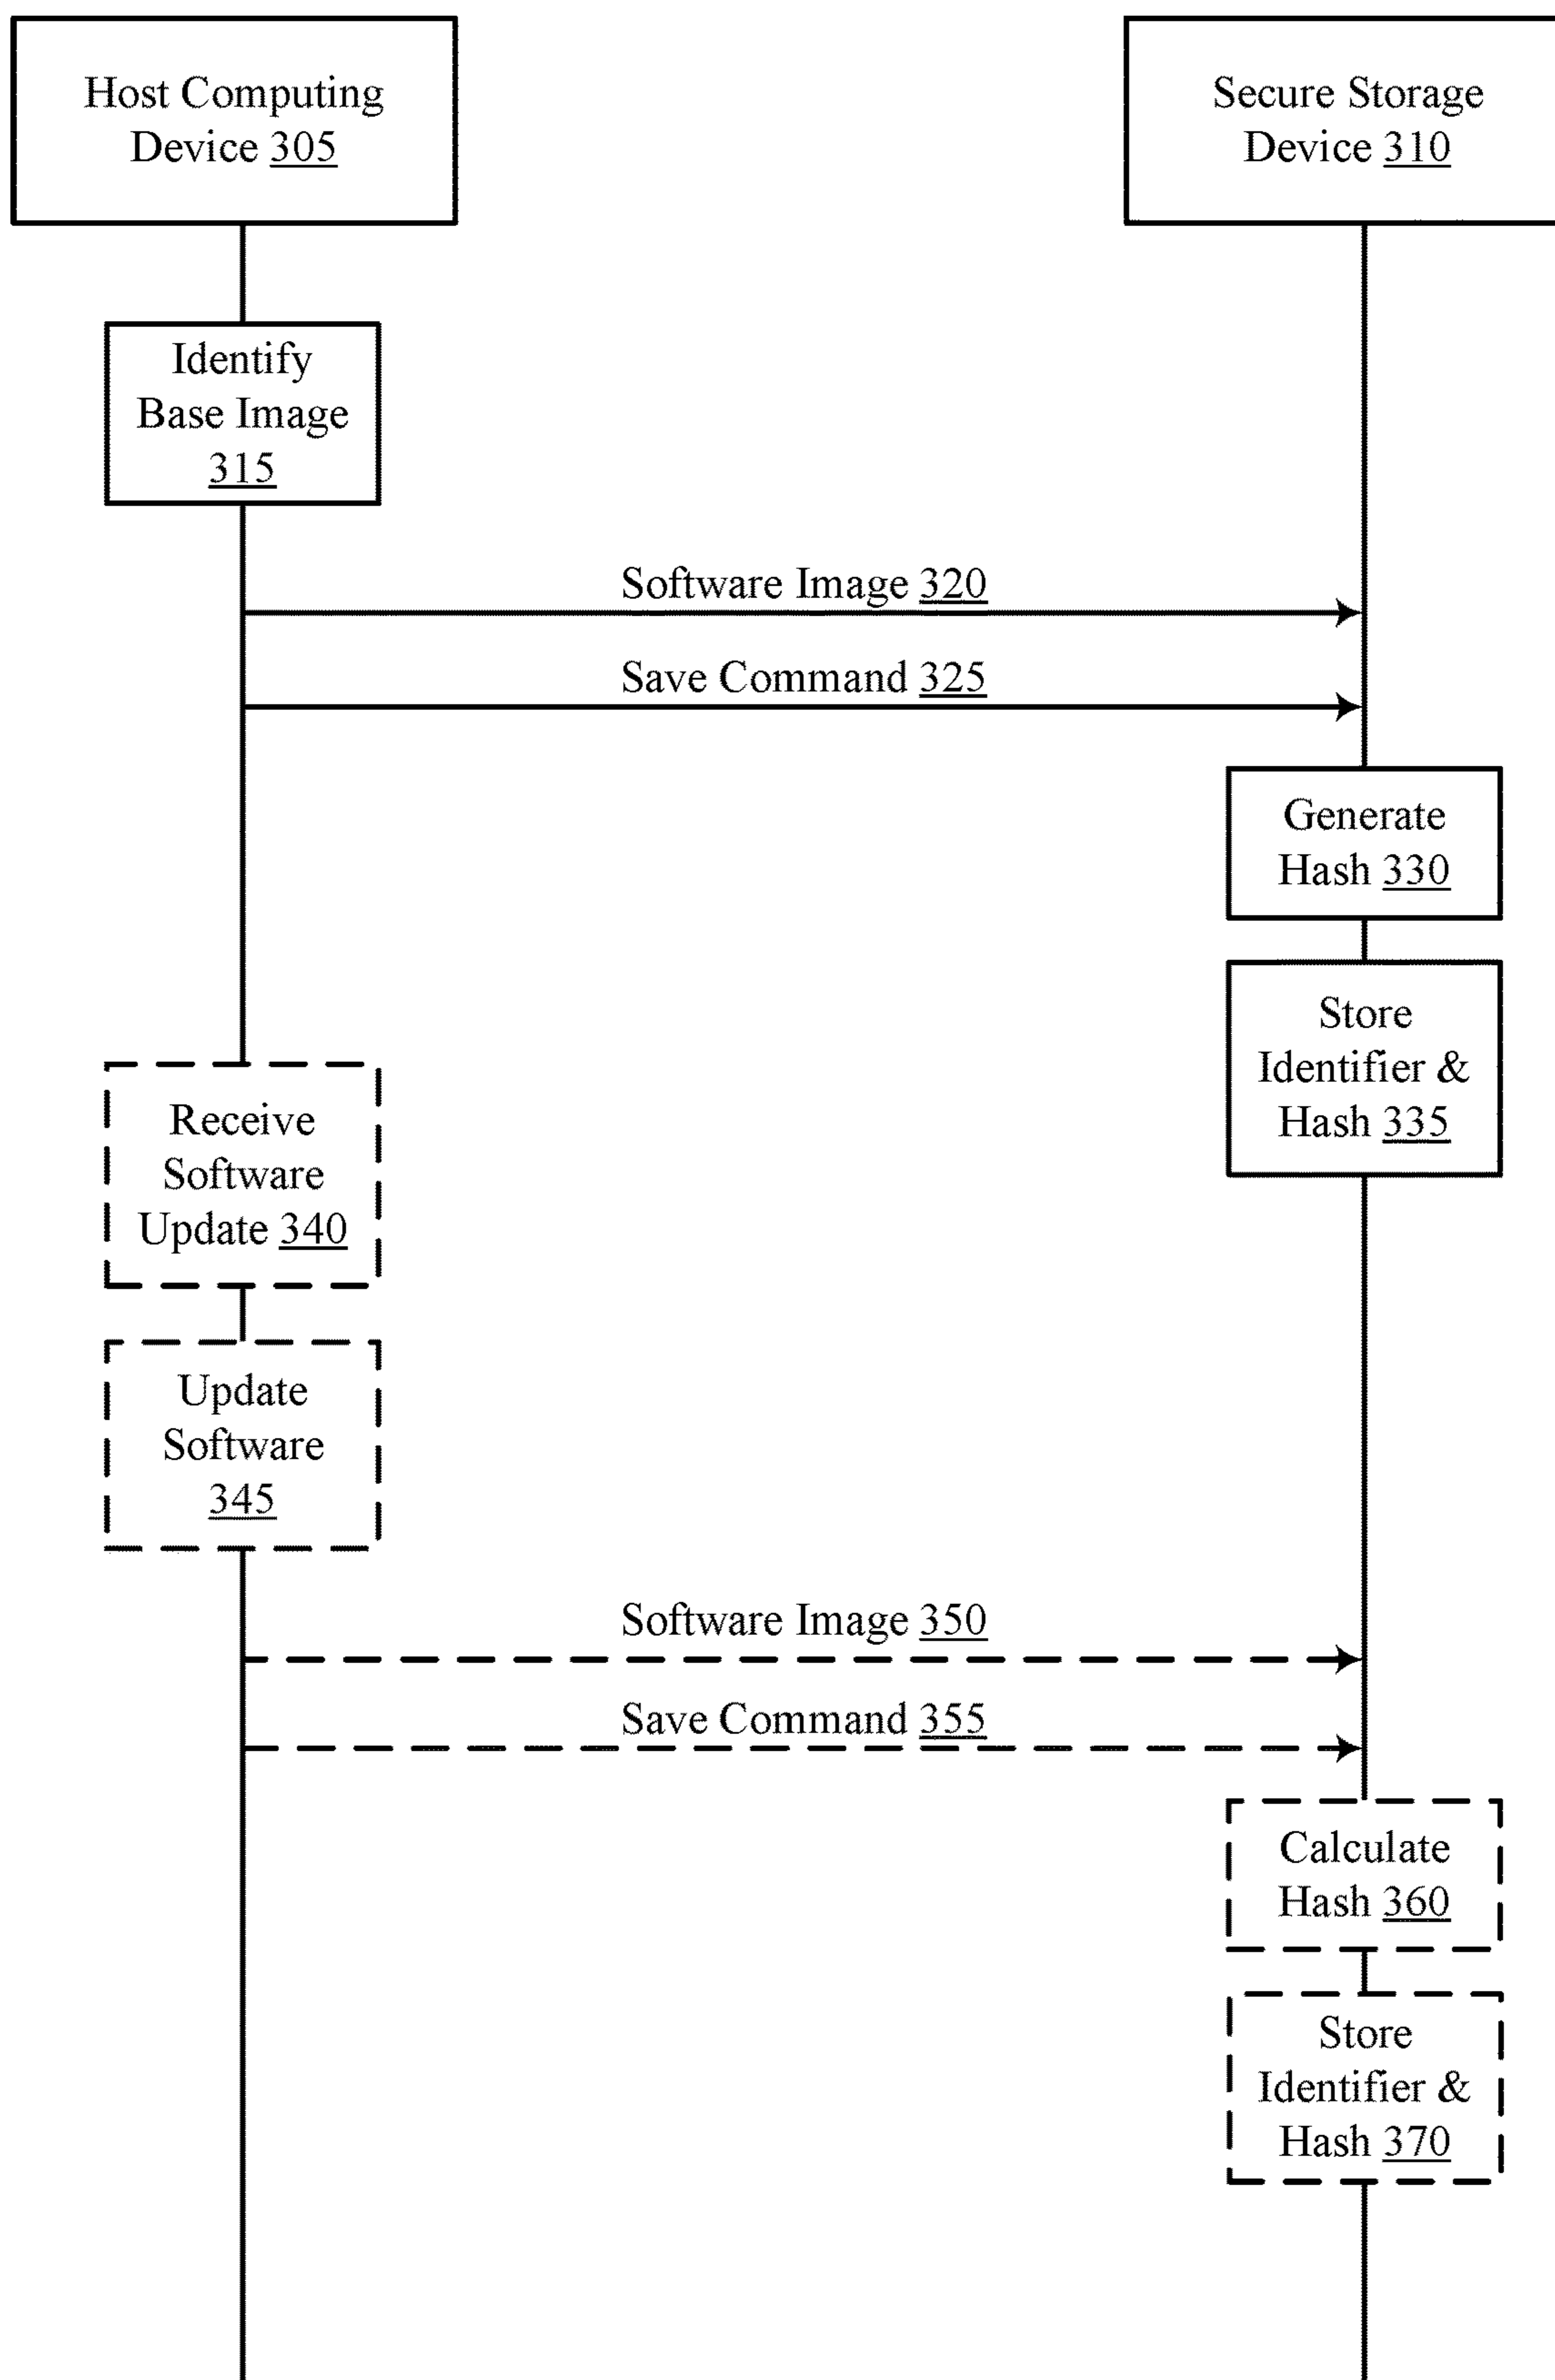 Host Computing
Device 305
Secure Storage
Device 310
Identify
Base Image
315
Software Image 320
Save Command 325
Generate
Hash 330
Store
Identifier &
Hash 335
Receive
Software
Update 340
Update
Software
345
Software Image 350
Save Command 355
Calculate
Hash 360
Store
Identifier &
Hash 370